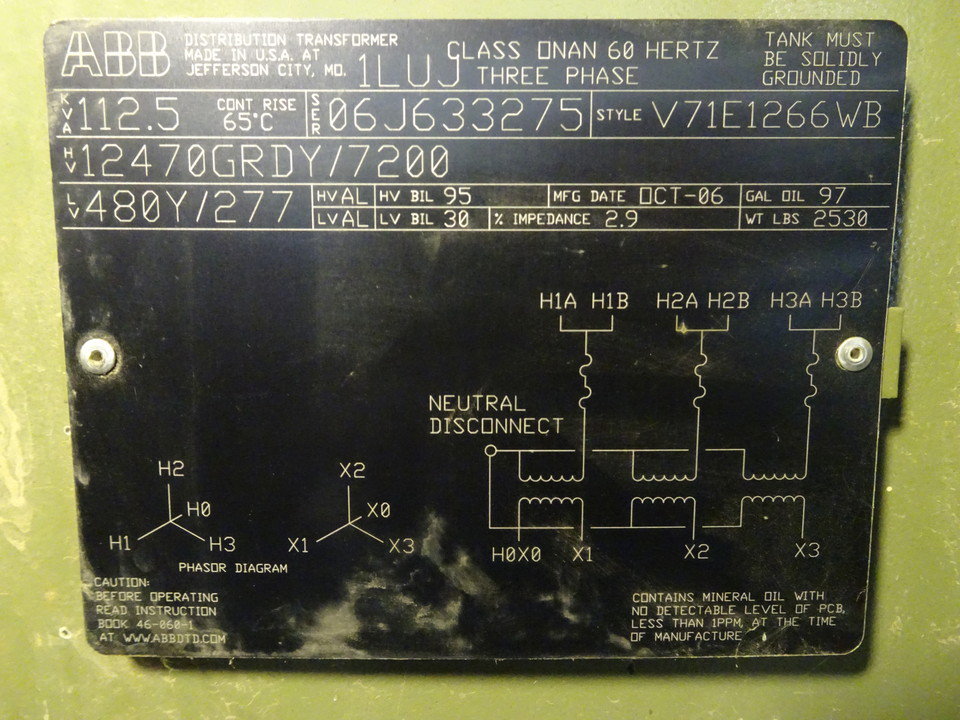 ABB
DISTRIBUTION TRANSFORMER
MADE IN U.S.A. AT
JEFFERSON CITY, MO.
1LUJ
CLASS ONAN 60 HERTZ
THREE PHASE
TANK MUST
BE SOLIDLY
GROUNDED
KVA 112.5 CONT RISE 65°C SER 06J633275 STYLE V71E1266WB
HV 12470GRDY/7200
LV 480Y/277
HV AL HV BIL 95 MFG DATE OCT-06 GAL OIL 97
LV AL LV BIL 30 % IMPEDANCE 2.9 WT LBS 2530
H1A H1B H2A H2B H3A H3B
NEUTRAL
DISCONNECT
H2 X2
H0 X0
H1 H3 X1 X3
H0X0 X1 X2 X3
PHASOR DIAGRAM
CAUTION:
BEFORE OPERATING
READ INSTRUCTION
BOOK 46-060-1
AT WWW.ABBDTD.COM
CONTAINS MINERAL OIL WITH
NO DETECTABLE LEVEL OF PCB,
LESS THAN 1PPM, AT THE TIME
OF MANUFACTURE